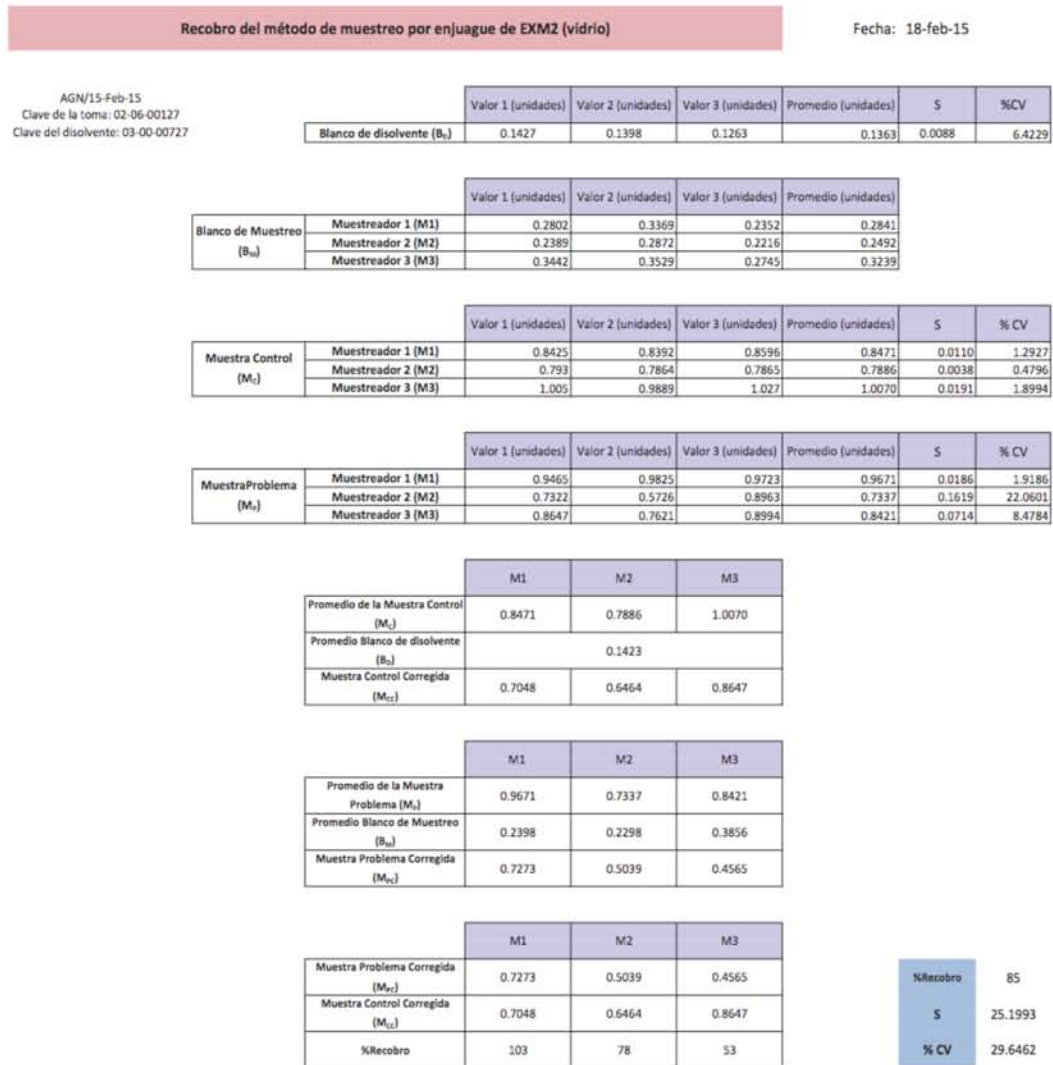 Recobro del método de muestreo por enjuague de EXM2 (vidrio) Fecha: 18-feb-15
AGN/15-Feb-15
Clave de la toma: 02-06-00127
Clave del disolvente: 03-00-00727
Valor 1 (unidades) Valor 2 (unidades) Valor 3 (unidades) Promedio (unidades) S %CV
Blanco de disolvente (B_D) 0.1427 0.1398 0.1263 0.1363 0.0088 6.4229
Valor 1 (unidades) Valor 2 (unidades) Valor 3 (unidades) Promedio (unidades)
Blanco de Muestreo (B_M)
Muestreador 1 (M1) 0.2802 0.3369 0.2352 0.2841
Muestreador 2 (M2) 0.2389 0.2872 0.2216 0.2492
Muestreador 3 (M3) 0.3442 0.3529 0.2745 0.3239
Valor 1 (unidades) Valor 2 (unidades) Valor 3 (unidades) Promedio (unidades) S % CV
Muestra Control (M_C)
Muestreador 1 (M1) 0.8425 0.8392 0.8596 0.8471 0.0110 1.2927
Muestreador 2 (M2) 0.793 0.7864 0.7865 0.7886 0.0038 0.4796
Muestreador 3 (M3) 1.005 0.9889 1.027 1.0070 0.0191 1.8994
Valor 1 (unidades) Valor 2 (unidades) Valor 3 (unidades) Promedio (unidades) S % CV
MuestraProblema (M_P)
Muestreador 1 (M1) 0.9465 0.9825 0.9723 0.9671 0.0186 1.9186
Muestreador 2 (M2) 0.7322 0.5726 0.8963 0.7337 0.1619 22.0601
Muestreador 3 (M3) 0.8647 0.7621 0.8994 0.8421 0.0714 8.4784
M1 M2 M3
Promedio de la Muestra Control (M_C) 0.8471 0.7886 1.0070
Promedio Blanco de disolvente (B_D) 0.1423
Muestra Control Corregida (M_CC) 0.7048 0.6464 0.8647
M1 M2 M3
Promedio de la Muestra Problema (M_P) 0.9671 0.7337 0.8421
Promedio Blanco de Muestreo (B_M) 0.2398 0.2298 0.3856
Muestra Problema Corregida (M_PC) 0.7273 0.5039 0.4565
M1 M2 M3
Muestra Problema Corregida (M_PC) 0.7273 0.5039 0.4565
Muestra Control Corregida (M_CC) 0.7048 0.6464 0.8647
%Recobro 103 78 53
%Recobro 85
S 25.1993
% CV 29.6462